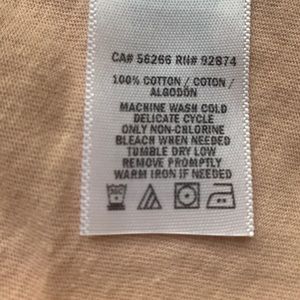 CA# 56266 RN# 92874
100% COTTON / COTON /
ALGODÓN
MACHINE WASH COLD
DELICATE CYCLE
ONLY NON-CHLORINE
BLEACH WHEN NEEDED
TUMBLE DRY LOW
REMOVE PROMPTLY
WARM IRON IF NEEDED